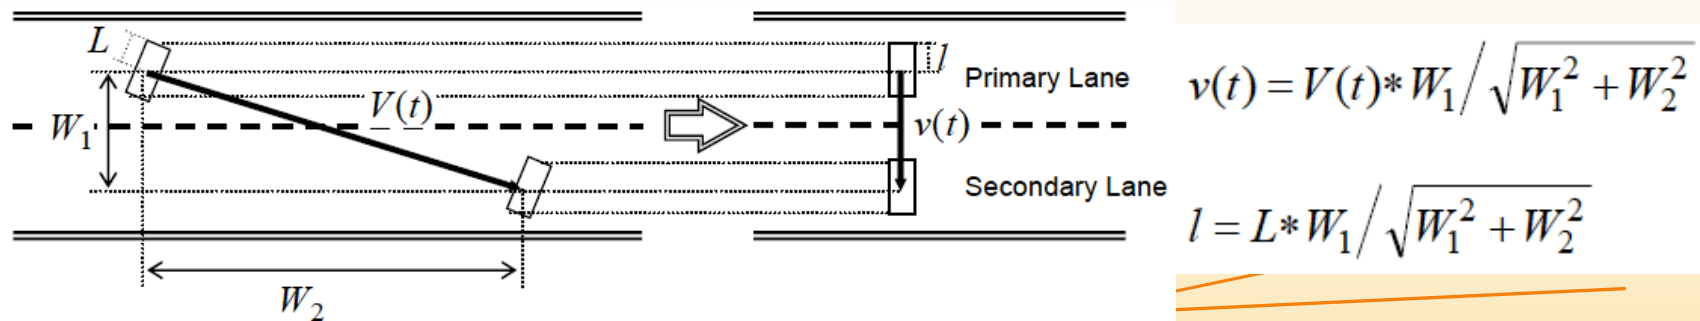 L
W₁
V(t)
W₂
l
Primary Lane
v(t)
Secondary Lane
v(t) = V(t)* W₁ / √W₁² + W₂²
l = L* W₁ / √W₁² + W₂²